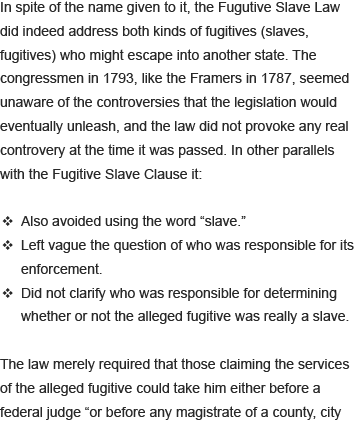 In spite of the name given to it, the Fugutive Slave Law
did indeed address both kinds of fugitives (slaves,
fugitives) who might escape into another state. The
congressmen in 1793, like the Framers in 1787, seemed
unaware of the controversies that the legislation would
eventually unleash, and the law did not provoke any real
controvery at the time it was passed. In other parallels
with the Fugitive Slave Clause it:
❖ Also avoided using the word “slave.”
❖ Left vague the question of who was responsible for its
enforcement.
❖ Did not clarify who was responsible for determining
whether or not the alleged fugitive was really a slave.
The law merely required that those claiming the services
of the alleged fugitive could take him either before a
federal judge “or before any magistrate of a county, city